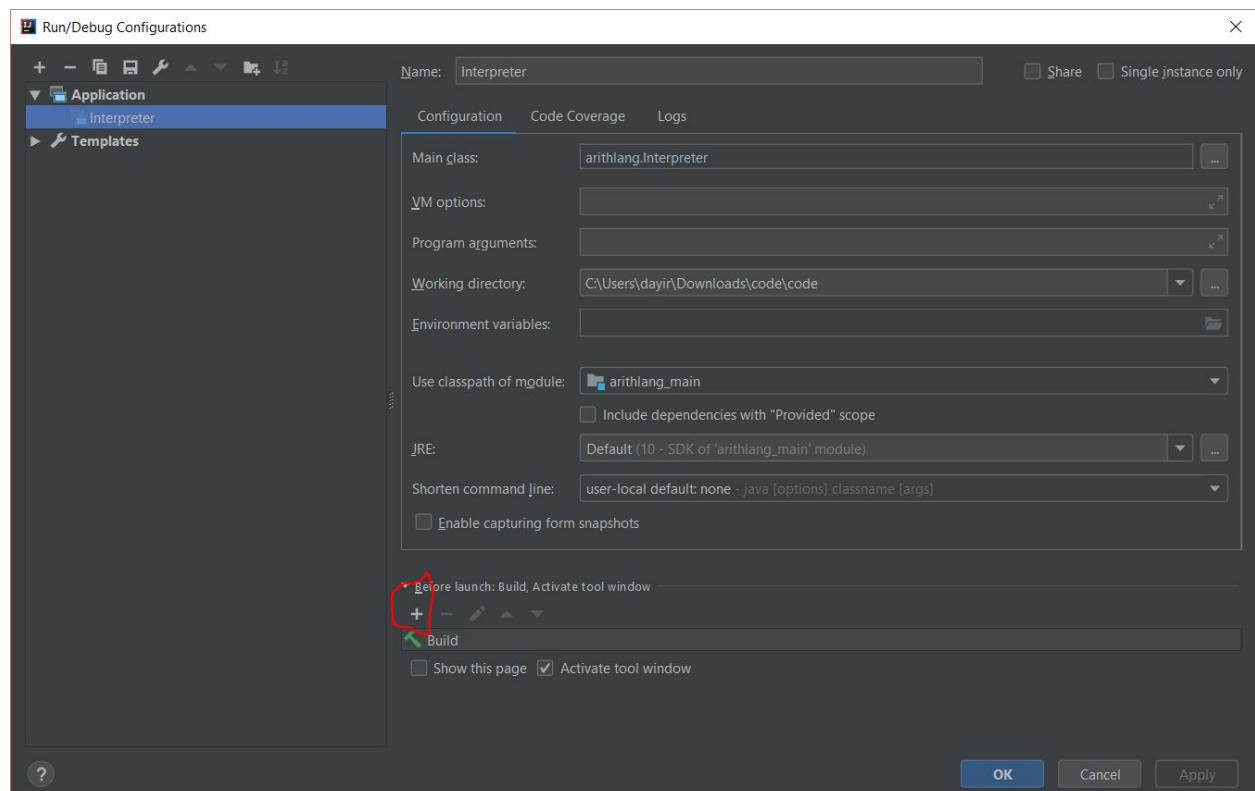 Run/Debug Configurations
Name: Interpreter Share Single instance only
Application
Interpreter
Templates
Configuration Code Coverage Logs
Main class: arithlang.Interpreter ...
VM options:
Program arguments:
Working directory: C:\Users\dayir\Downloads\code\code ...
Environment variables:
Use classpath of module: arithlang_main
Include dependencies with "Provided" scope
JRE: Default (10 - SDK of 'arithlang_main' module) ...
Shorten command line: user-local default: none - java [options] classname [args]
Enable capturing form snapshots
Before launch: Build, Activate tool window
Build
Show this page Activate tool window
? OK Cancel Apply